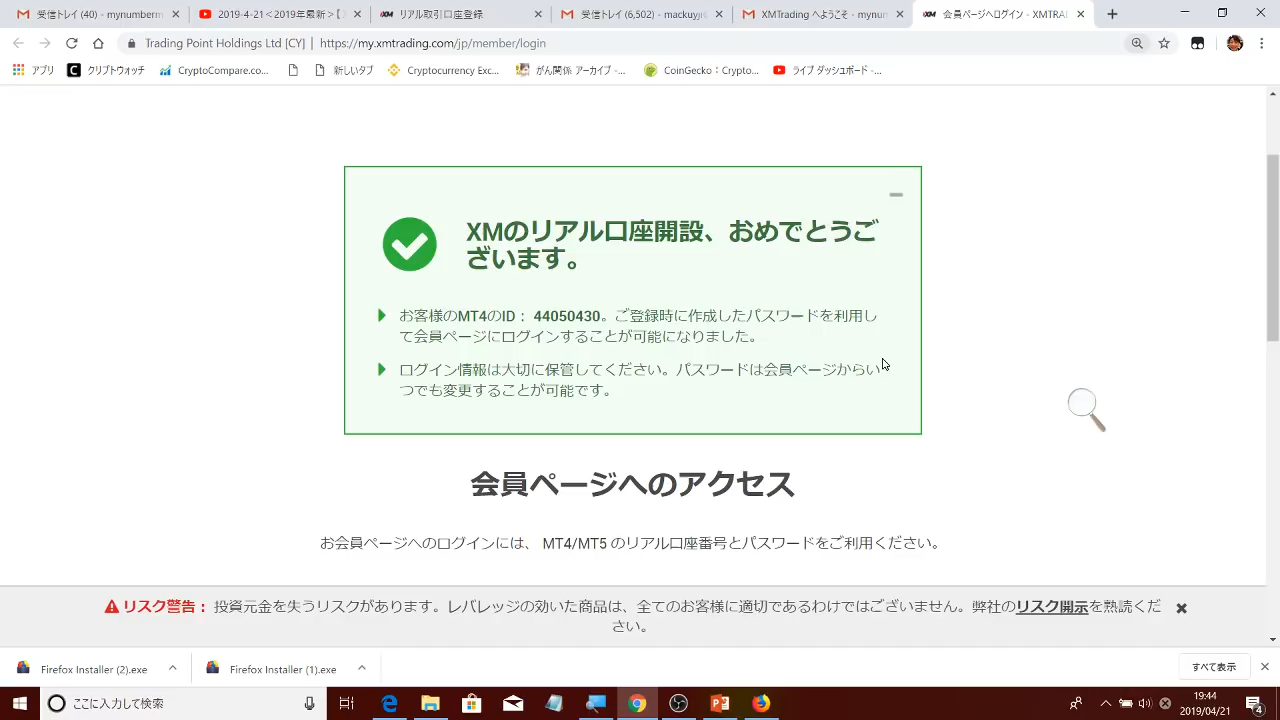 受信トレイ (40) - mynumberm
2019-4-21＜2019年最新＞【
XM リアル取引口座登録
受信トレイ (6,302) - mackuyjk
XMTrading へようこそ - mynun
XM 会員ページへログイン - XMTRAI
Trading Point Holdings Ltd [CY] | https://my.xmtrading.com/jp/member/login
アプリ
クリプトウォッチ
CryptoCompare.co...
新しいタブ
Cryptocurrency Exc...
がん関係 アーカイブ -...
CoinGecko：Crypto...
ライブ ダッシュボード -...
XMのリアル口座開設、おめでとうご
ざいます。
お客様のMT4のID： 44050430。ご登録時に作成したパスワードを利用し
て会員ページにログインすることが可能になりました。
ログイン情報は大切に保管してください。パスワードは会員ページからい
つでも変更することが可能です。
会員ページへのアクセス
お会員ページへのログインには、 MT4/MT5 のリアル口座番号とパスワードをご利用ください。
リスク警告： 投資元金を失うリスクがあります。レバレッジの効いた商品は、全てのお客様に適切であるわけではございません。弊社のリスク開示を熟読くだ
さい。
Firefox Installer (2).exe
Firefox Installer (1).exe
すべて表示
ここに入力して検索
19:44
2019/04/21
4